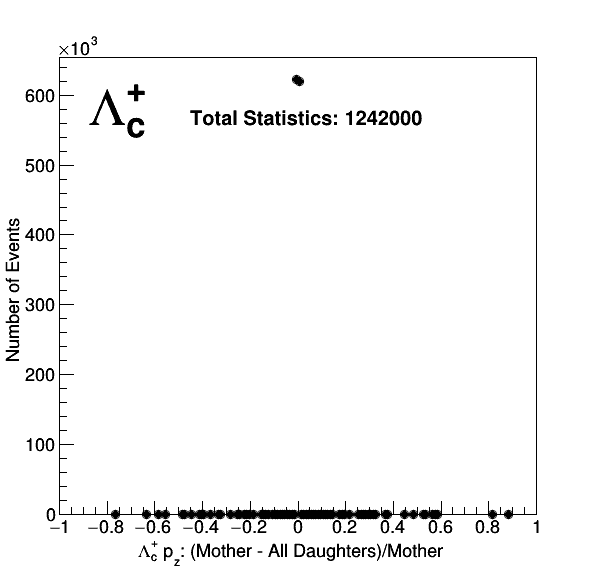 ×10³
Λc⁺
Total Statistics: 1242000
Number of Events
600
500
400
300
200
100
0
−1 −0.8 −0.6 −0.4 −0.2 0 0.2 0.4 0.6 0.8 1
Λc⁺ pz: (Mother - All Daughters)/Mother